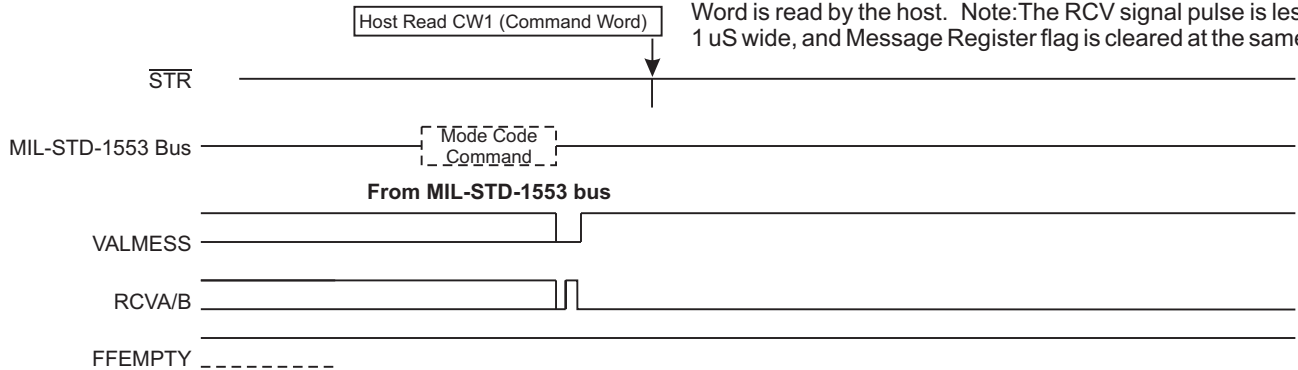 Host Read CW1 (Command Word)
Word is read by the host. Note:The RCV signal pulse is
1 uS wide, and Message Register flag is cleared at the same
STR
MIL-STD-1553 Bus
Mode Code
Command
From MIL-STD-1553 bus
VALMESS
RCVA/B
FFEMPTY